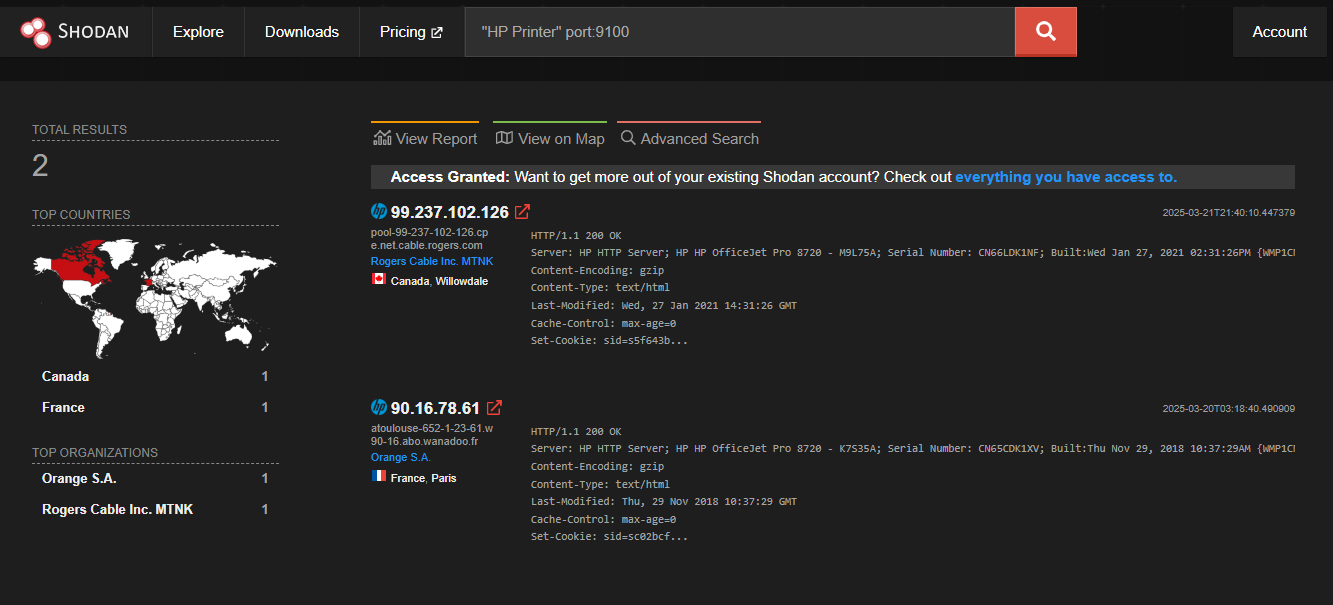 SHODAN
Explore
Downloads
Pricing
"HP Printer" port:9100
Account
TOTAL RESULTS
2
TOP COUNTRIES
Canada 1
France 1
TOP ORGANIZATIONS
Orange S.A. 1
Rogers Cable Inc. MTNK 1
View Report
View on Map
Advanced Search
Access Granted: Want to get more out of your existing Shodan account? Check out everything you have access to.
99.237.102.126
2025-03-21T21:40:10.447379
pool-99-237-102-126.cp
e.net.cable.rogers.com
Rogers Cable Inc. MTNK
Canada, Willowdale
HTTP/1.1 200 OK
Server: HP HTTP Server; HP HP OfficeJet Pro 8720 - M9L75A; Serial Number: CN66LDK1NF; Built:Wed Jan 27, 2021 02:31:26PM {WMP1C
Content-Encoding: gzip
Content-Type: text/html
Last-Modified: Wed, 27 Jan 2021 14:31:26 GMT
Cache-Control: max-age=0
Set-Cookie: sid=s5f643b...
90.16.78.61
2025-03-20T03:18:40.490909
atoulouse-652-1-23-61.w
90-16.abo.wanadoo.fr
Orange S.A.
France, Paris
HTTP/1.1 200 OK
Server: HP HTTP Server; HP HP OfficeJet Pro 8720 - K7S35A; Serial Number: CN65CDK1XV; Built:Thu Nov 29, 2018 10:37:29AM {WMP1C
Content-Encoding: gzip
Content-Type: text/html
Last-Modified: Thu, 29 Nov 2018 10:37:29 GMT
Cache-Control: max-age=0
Set-Cookie: sid=sc02bcf...